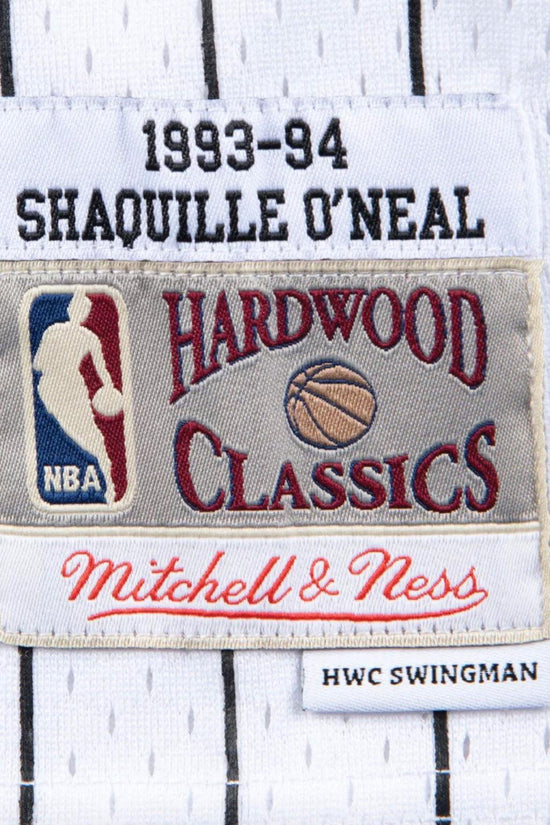 1993-94
SHAQUILLE O'NEAL
HARDWOOD
NBA
CLASSICS
Mitchell & Ness
HWC SWINGMAN